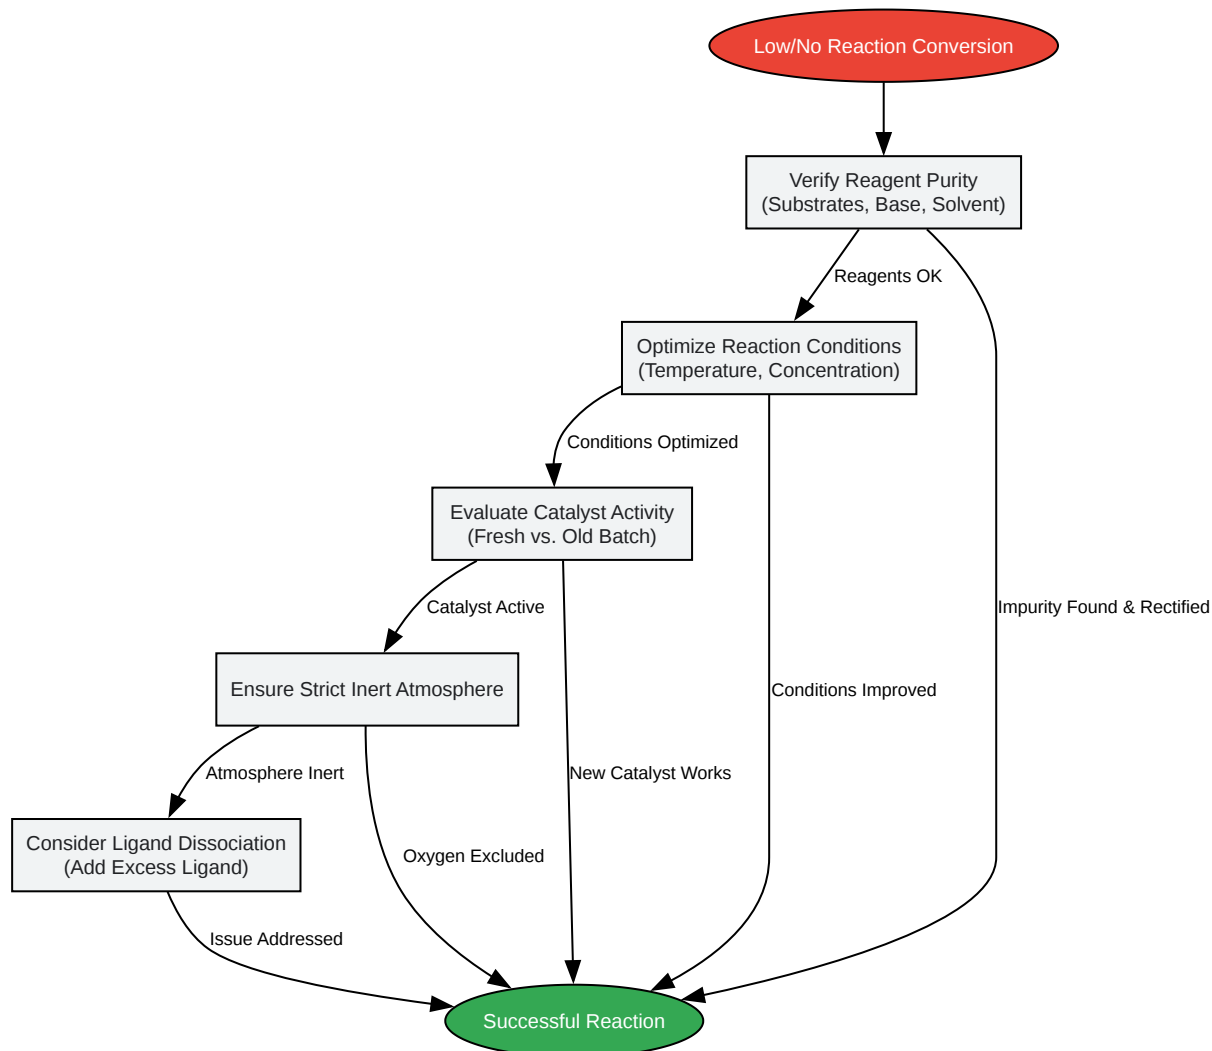 Low/No Reaction Conversion
Verify Reagent Purity
(Substrates, Base, Solvent)
Reagents OK
Optimize Reaction Conditions
(Temperature, Concentration)
Conditions Optimized
Evaluate Catalyst Activity
(Fresh vs. Old Batch)
Catalyst Active
Impurity Found & Rectified
Ensure Strict Inert Atmosphere
Conditions Improved
Atmosphere Inert
New Catalyst Works
Consider Ligand Dissociation
(Add Excess Ligand)
Oxygen Excluded
Issue Addressed
Successful Reaction